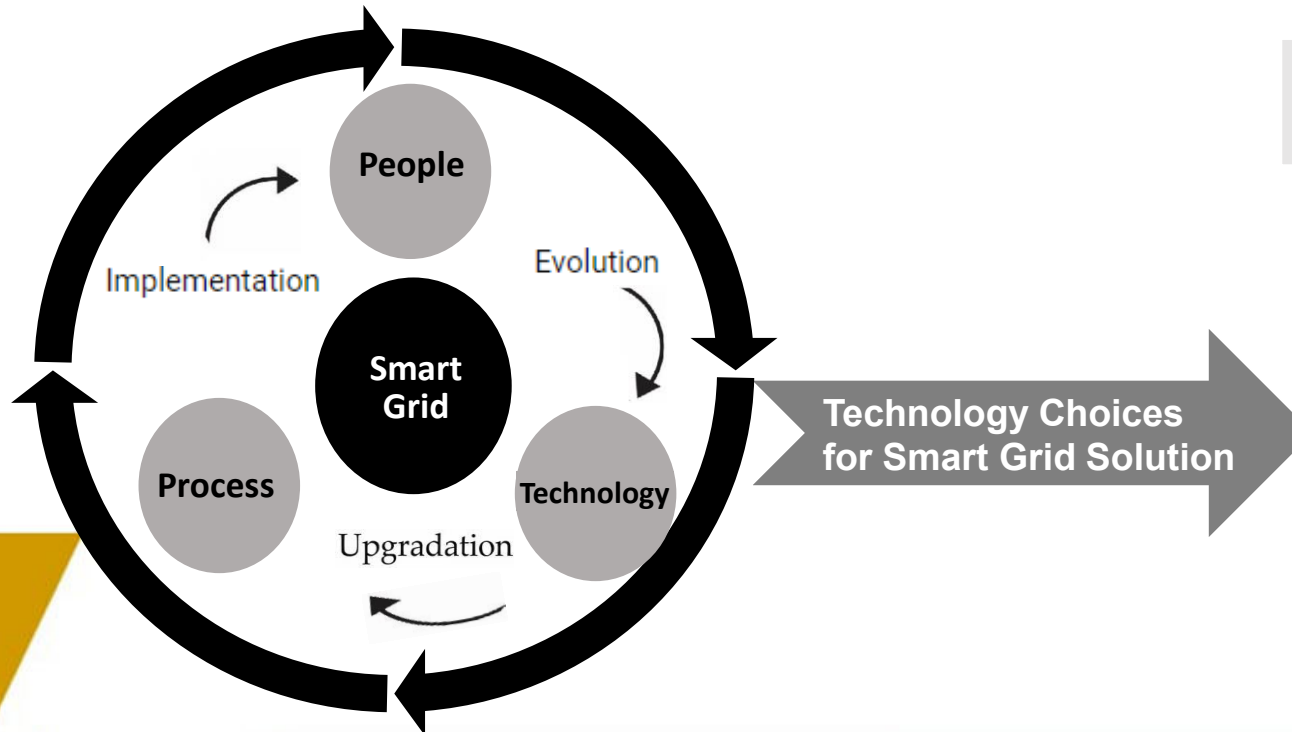 People
Implementation
Evolution
Smart
Grid
Process
Technology
Upgradation
Technology Choices
for Smart Grid Solution